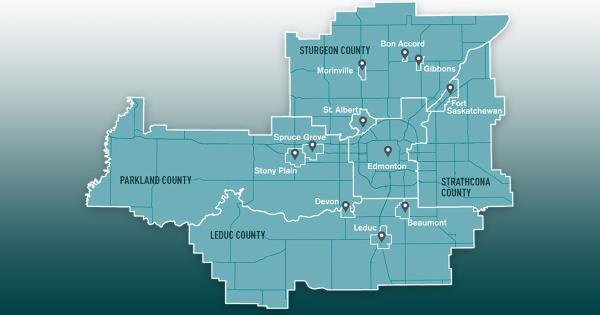 STURGEON COUNTY
Bon Accord
Gibbons
Morinville
Fort
Saskatchewan
St. Albert
Spruce Grove
Stony Plain
Edmonton
PARKLAND COUNTY
STRATHCONA
COUNTY
Devon
Beaumont
Leduc
LEDUC COUNTY